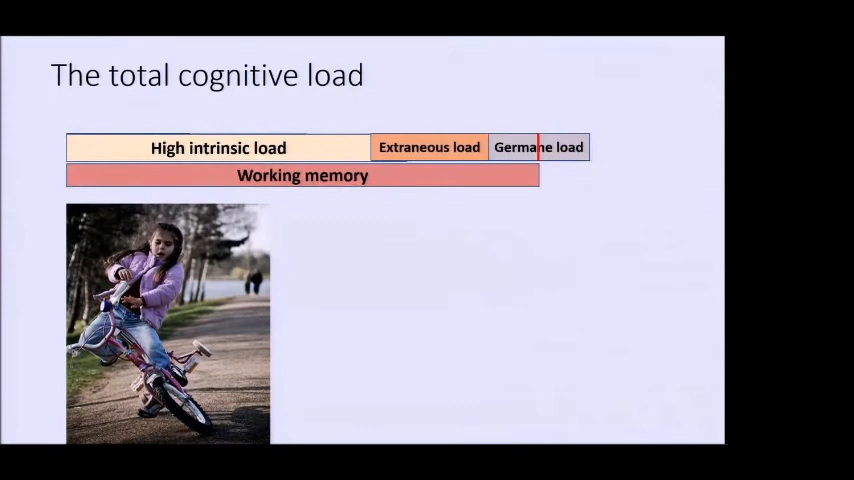 The total cognitive load
High intrinsic load Extraneous load Germane load
Working memory